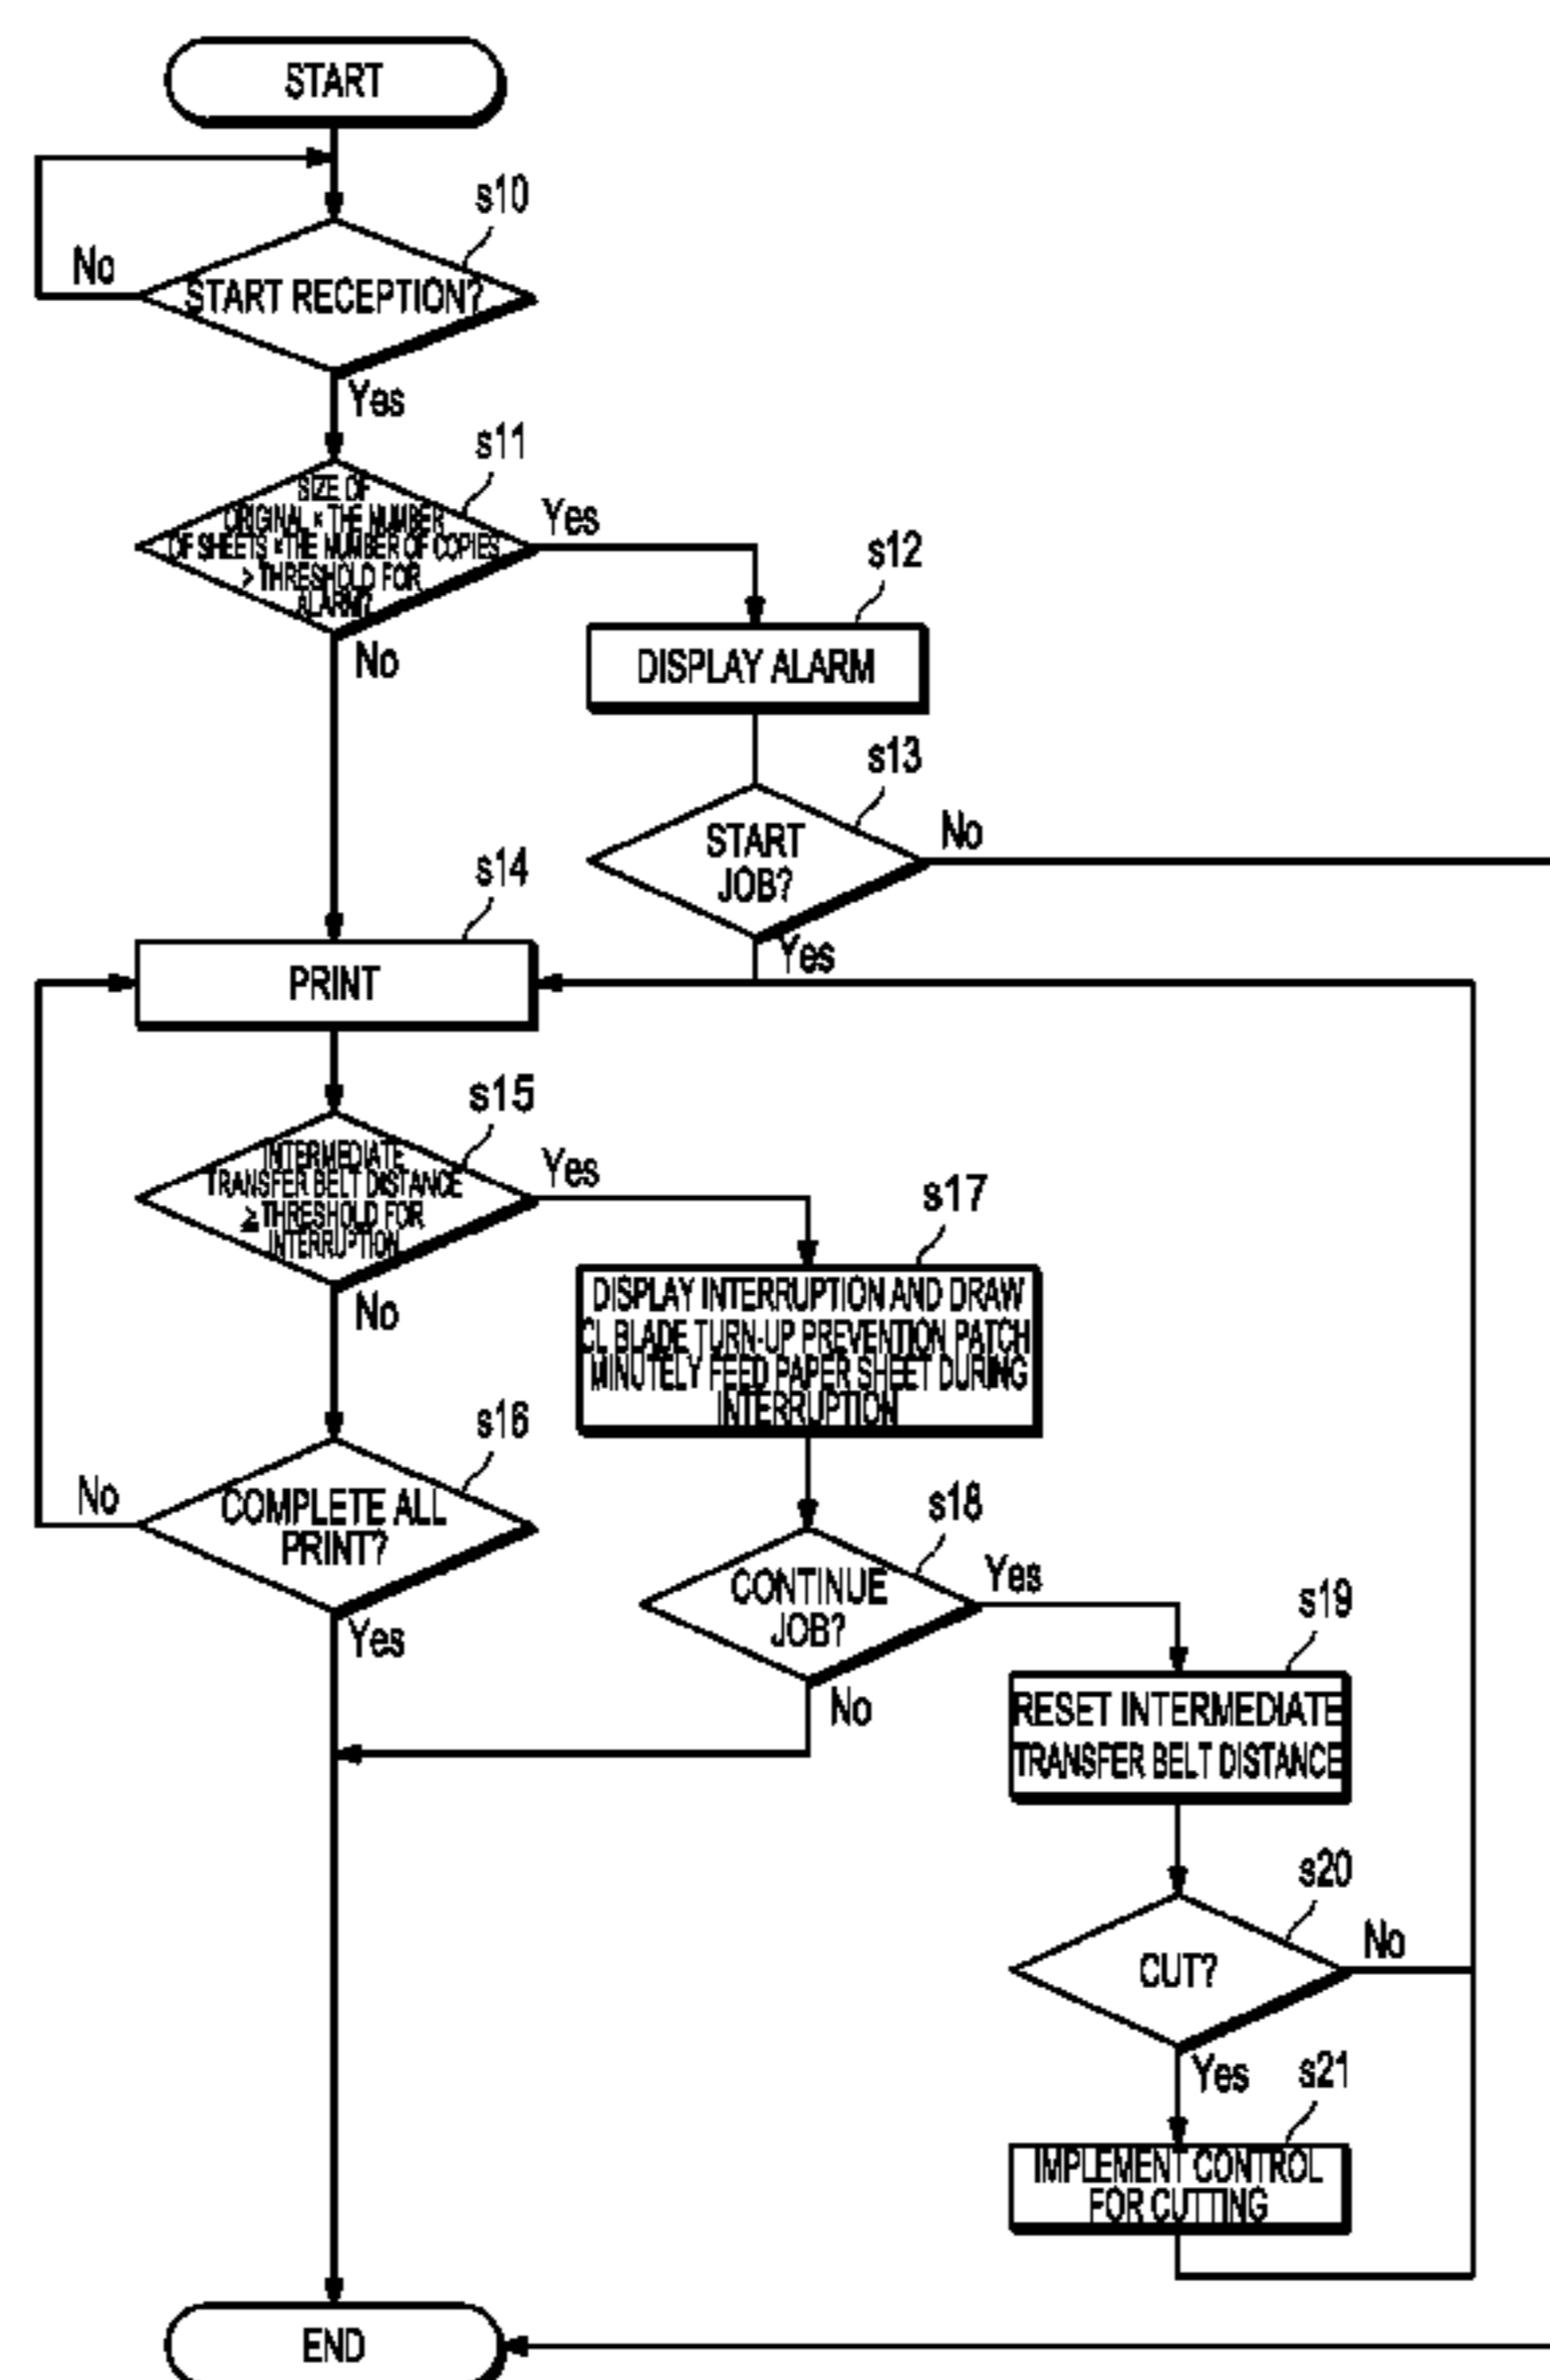 START
s10
No
START RECEPTION?
Yes
s11
SIZE OF
ORIGINAL × THE NUMBER
OF SHEETS × THE NUMBER OF COPIES
> THRESHOLD FOR
ALARM?
Yes
No
s12
DISPLAY ALARM
s13
START
JOB?
No
Yes
s14
PRINT
s15
INTERMEDIATE
TRANSFER BELT DISTANCE
≧ THRESHOLD FOR
INTERRUPTION
Yes
No
s17
DISPLAY INTERRUPTION AND DRAW
CL BLADE TURN-UP PREVENTION PATCH
MINUTELY FEED PAPER SHEET DURING
INTERRUPTION
s16
No
COMPLETE ALL
PRINT?
Yes
s18
CONTINUE
JOB?
Yes
No
s19
RESET INTERMEDIATE
TRANSFER BELT DISTANCE
s20
CUT?
No
Yes
s21
IMPLEMENT CONTROL
FOR CUTTING
END